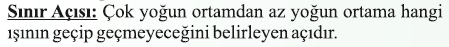 Sınır Açısı: Çok yoğun ortamdan az yoğun ortama hangi
ışının geçip geçmeyeceğini belirleyen açıdır.